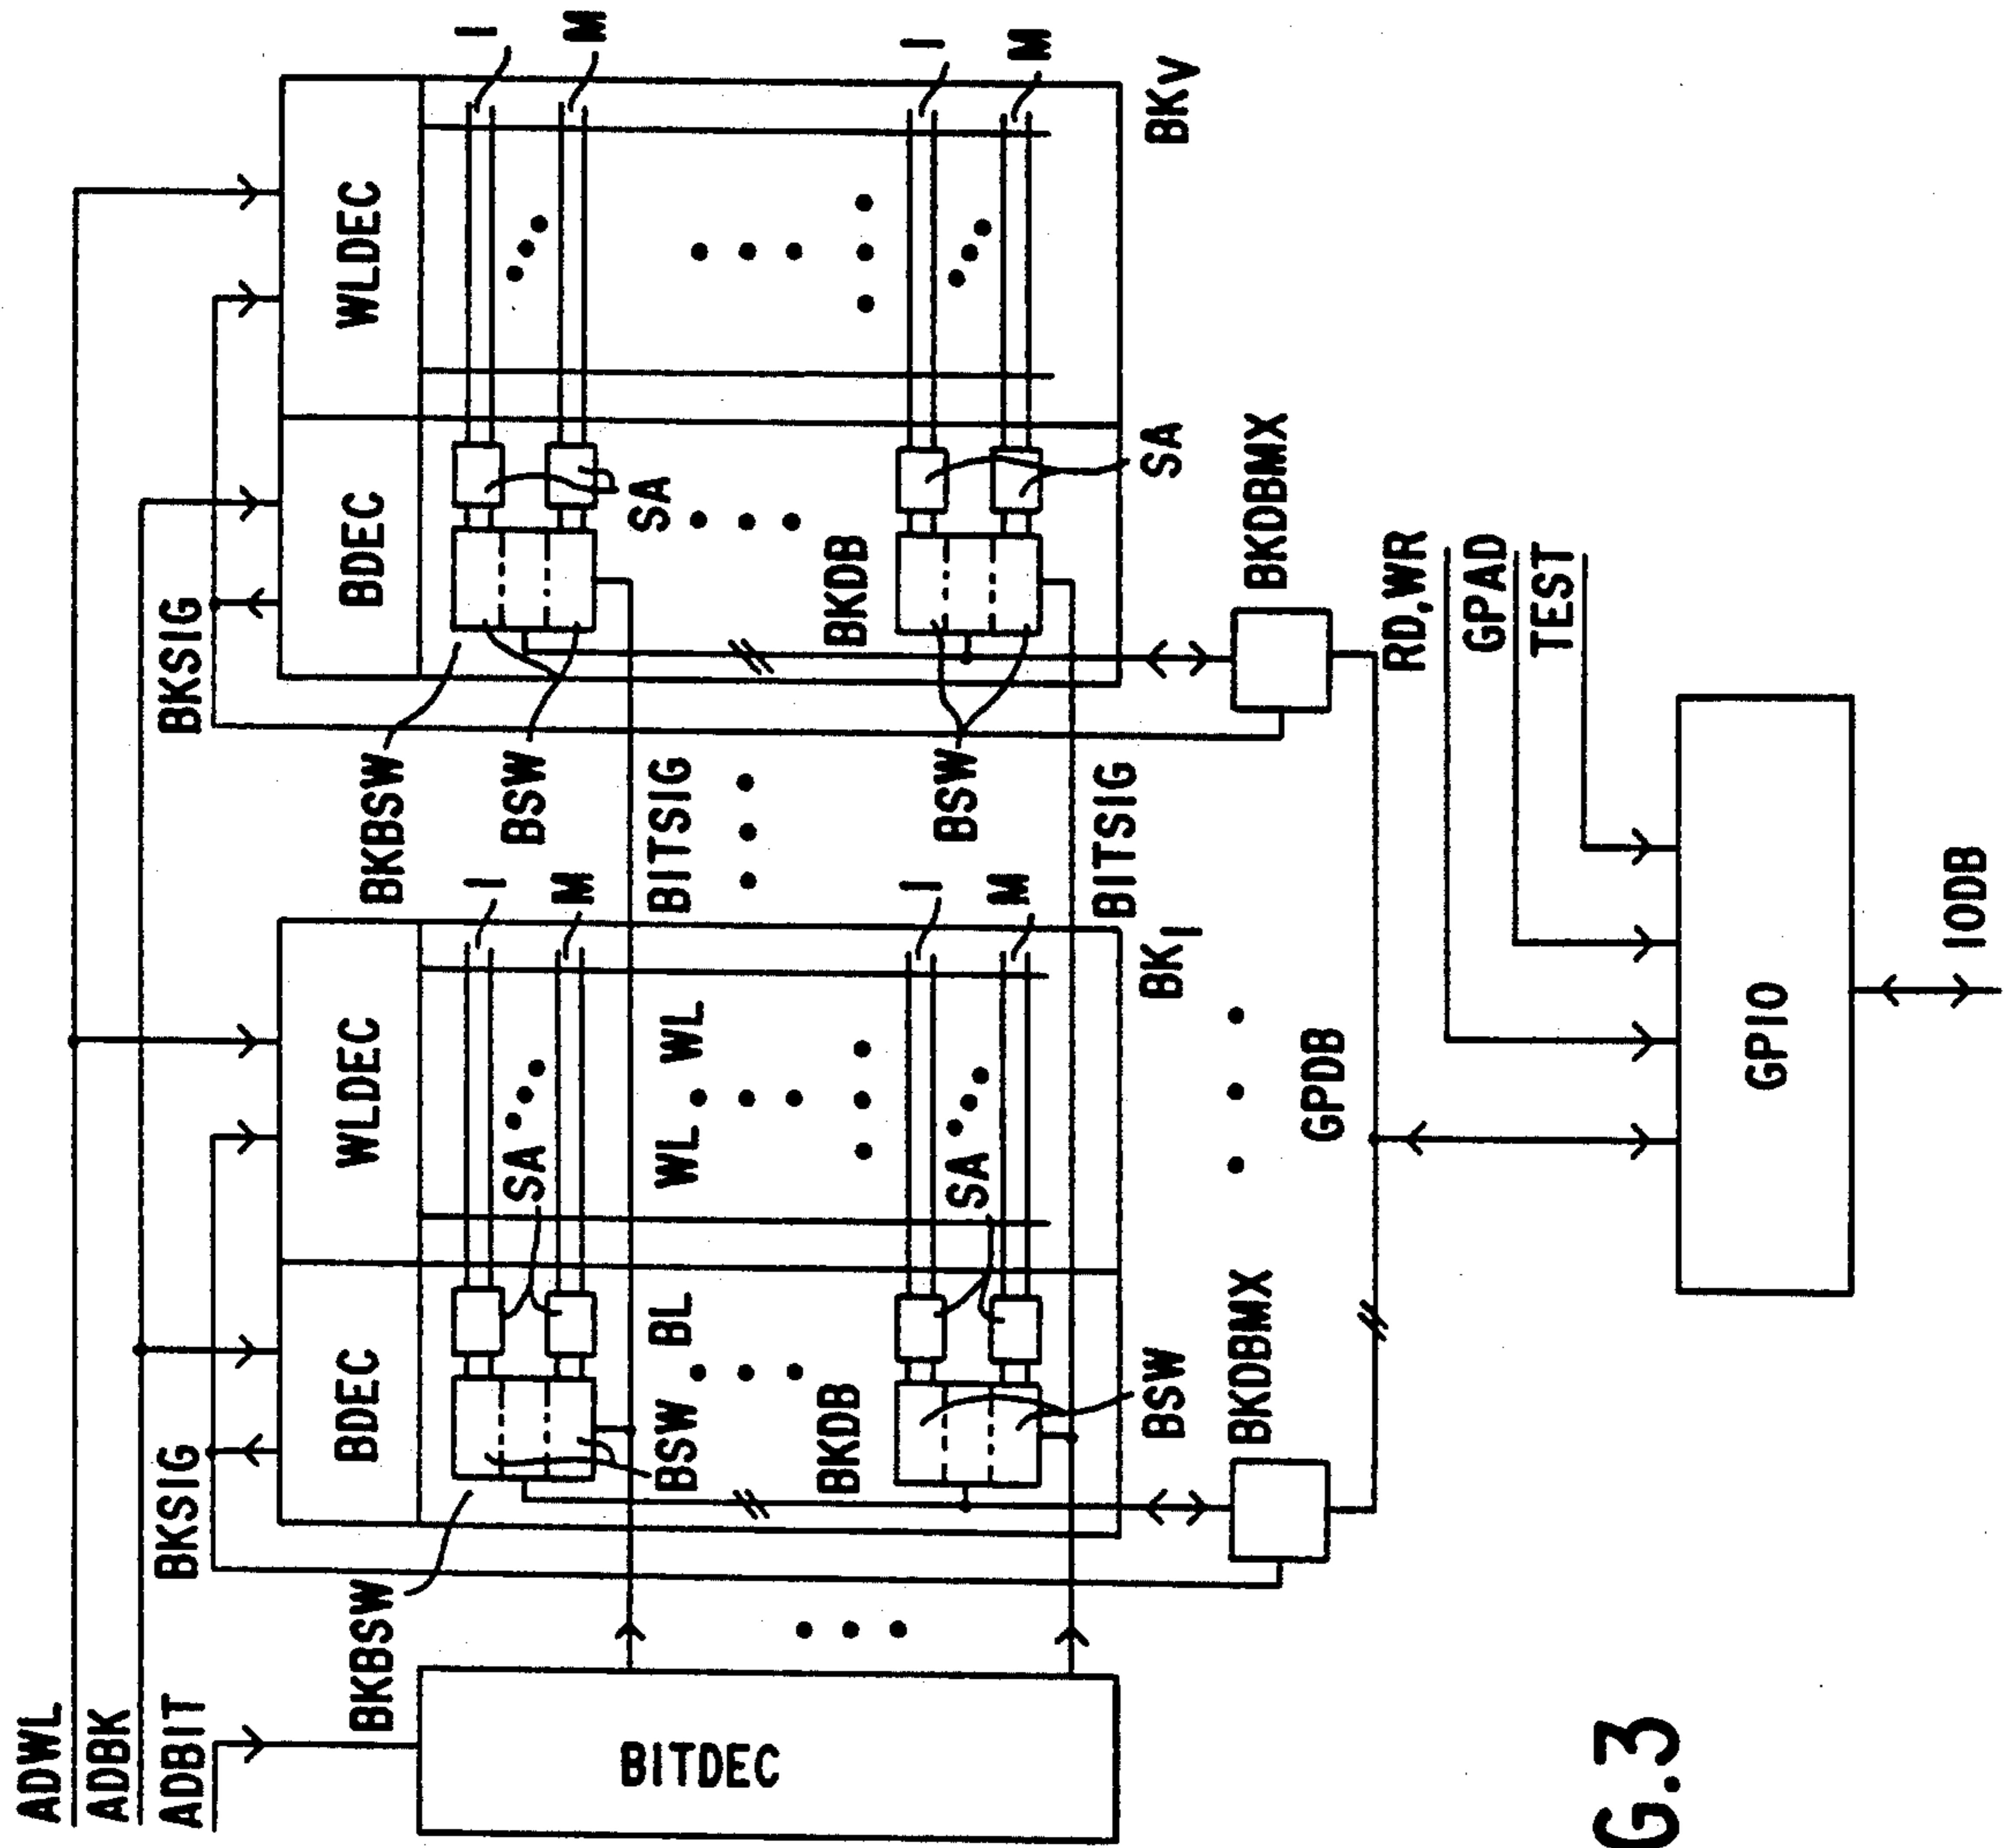 ADWL
ADBK
ADBIT
BITDEC
BKBSW
BKSIG
BDEC
WLDEC
I
M
SA
BSW
BL
WL
WL
BKDB
SA
I
M
BSW
BK1
BKDBMX
BITSIG
BITSIG
BKSIG
BKBSW
BSW
BDEC
WLDEC
I
M
SA
BKDB
BSW
SA
I
M
BKV
BKDBMX
GPDB
RD,WR
GPAD
TEST
GPIO
IODB
G.3